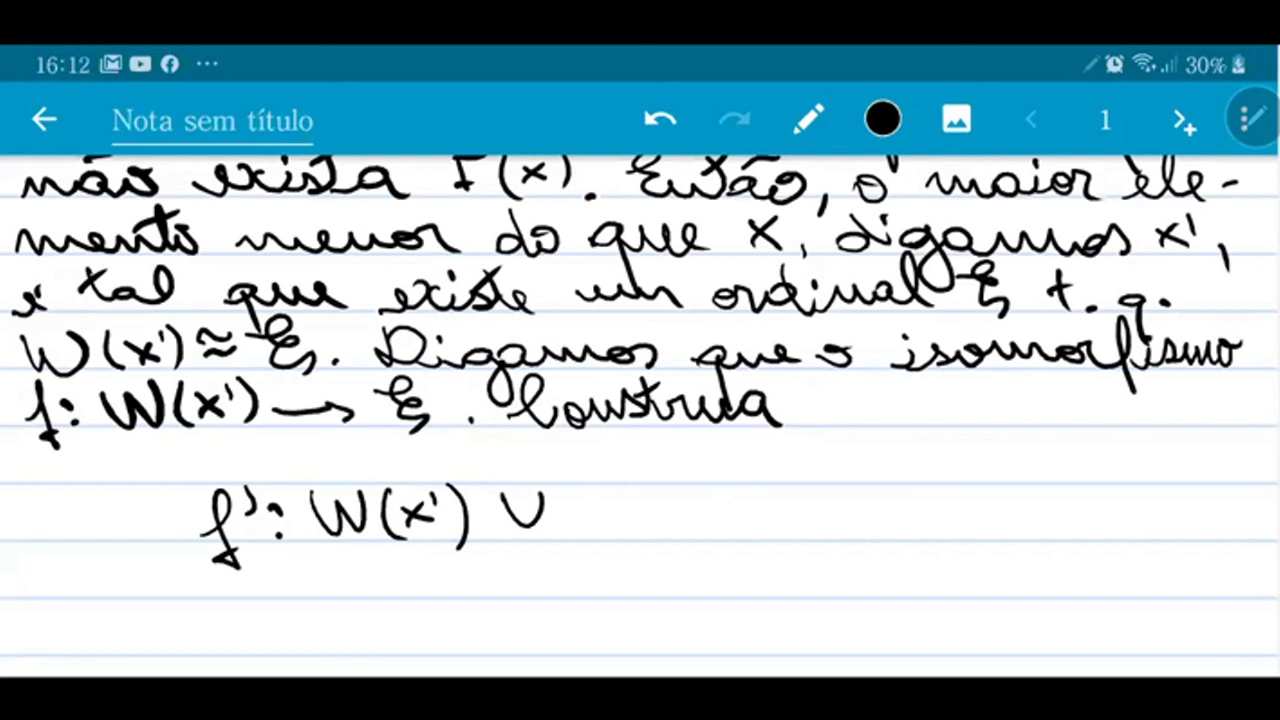 16:12 ... 30%
Nota sem título 1
não exista F(x). Então, o maior ele-
mento menor do que x, digamos x',
é tal que existe um ordinal ξ t.q.
W(x') ≈ ξ. Digamos que o isomorfismo
f: W(x') → ξ. Construa
f': W(x') ∪